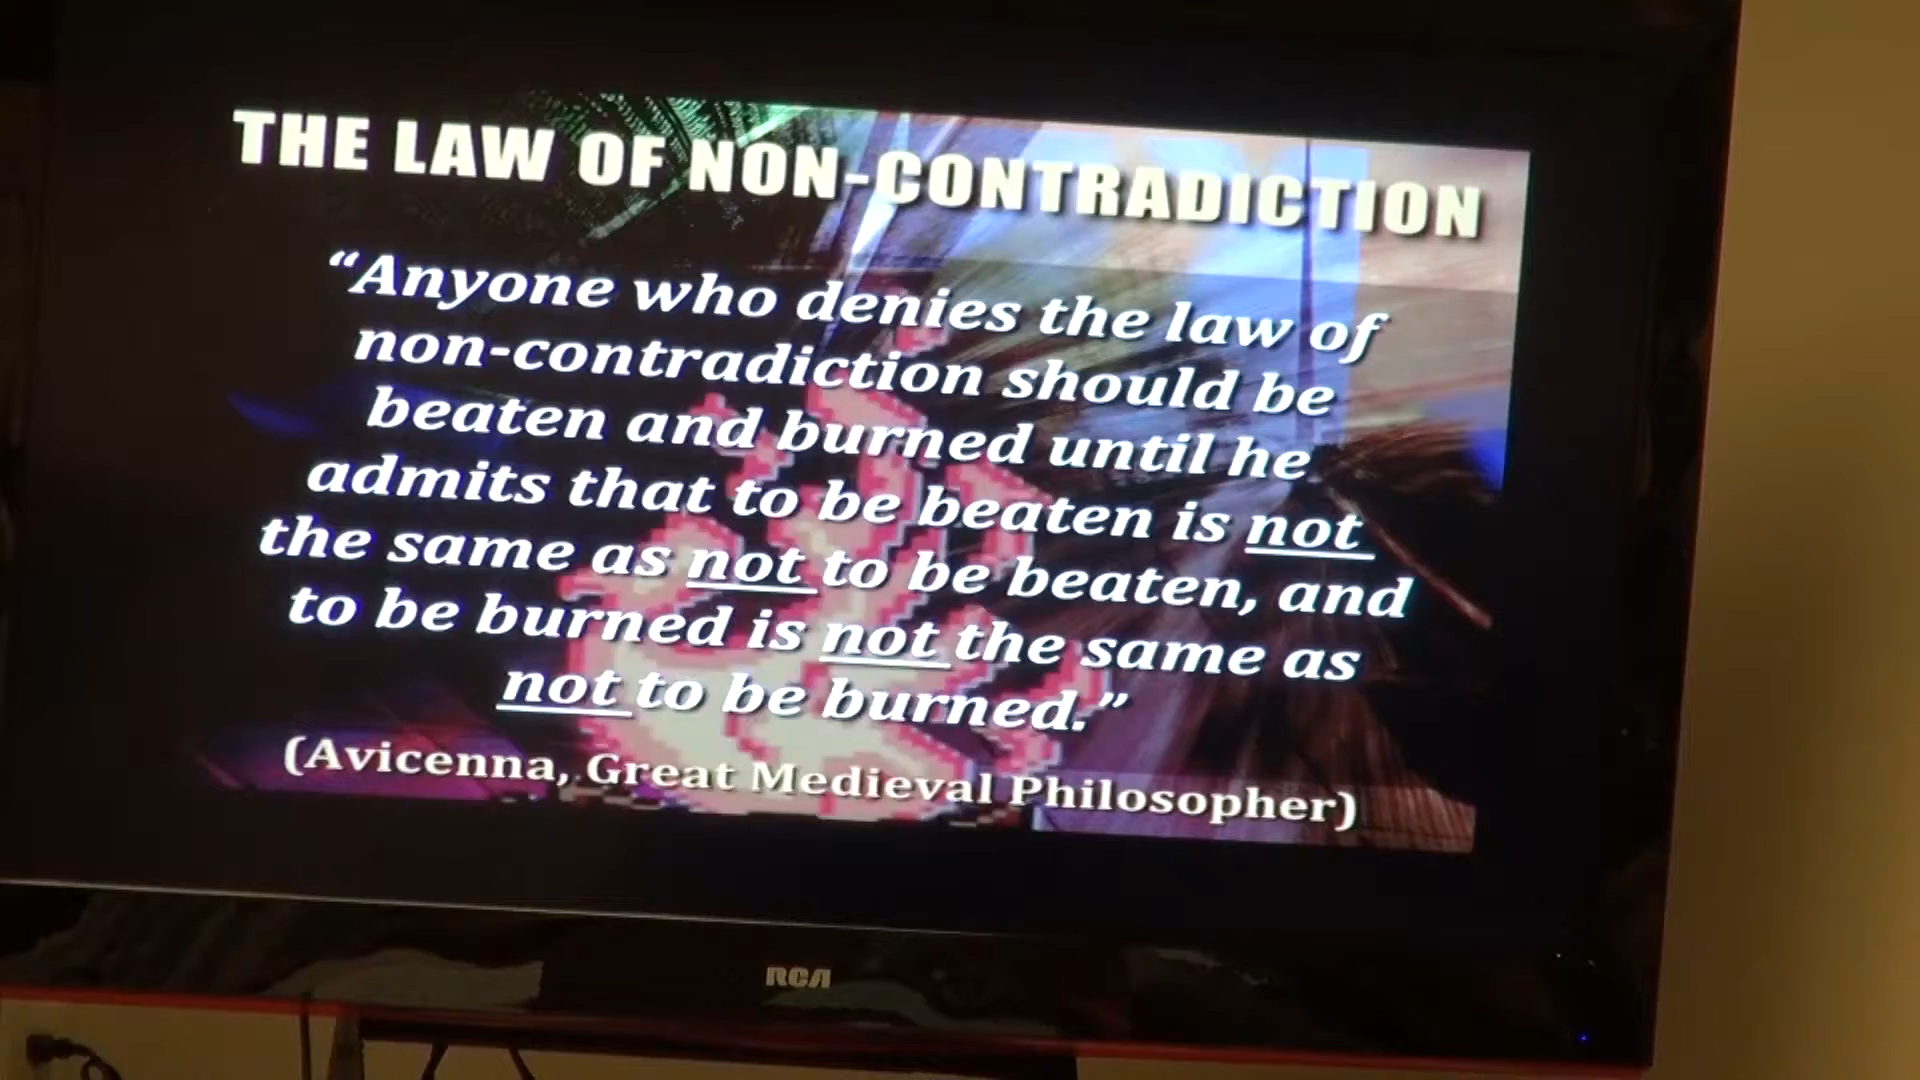 THE LAW OF NON-CONTRADICTION
“Anyone who denies the law of
non-contradiction should be
beaten and burned until he
admits that to be beaten is not
the same as not to be beaten, and
to be burned is not the same as
not to be burned.”
(Avicenna, Great Medieval Philosopher)
RCA